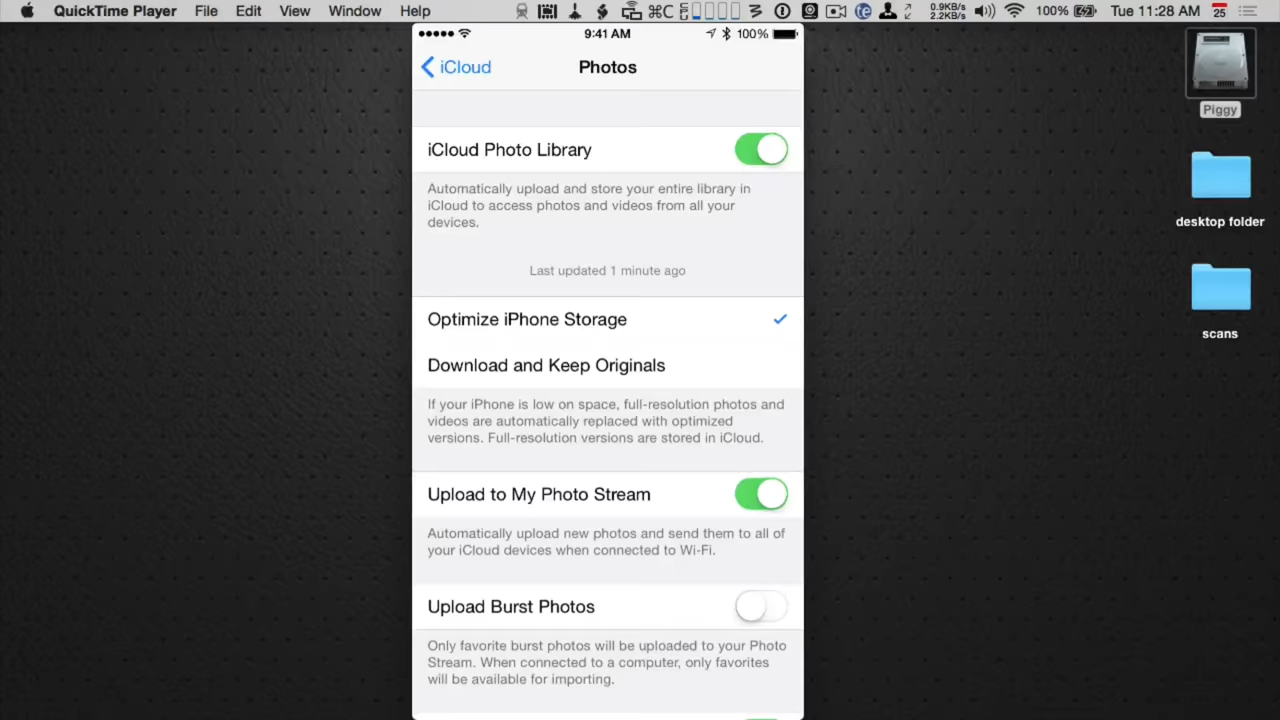 QuickTime Player File Edit View Window Help ⌘C 0.9KB/s 2.2KB/s 100% Tue 11:28 AM 25
9:41 AM 100%
iCloud Photos
iCloud Photo Library
Automatically upload and store your entire library in
iCloud to access photos and videos from all your
devices.
Last updated 1 minute ago
Optimize iPhone Storage
Download and Keep Originals
If your iPhone is low on space, full-resolution photos and
videos are automatically replaced with optimized
versions. Full-resolution versions are stored in iCloud.
Upload to My Photo Stream
Automatically upload new photos and send them to all of
your iCloud devices when connected to Wi-Fi.
Upload Burst Photos
Only favorite burst photos will be uploaded to your Photo
Stream. When connected to a computer, only favorites
will be available for importing.
Piggy
desktop folder
scans